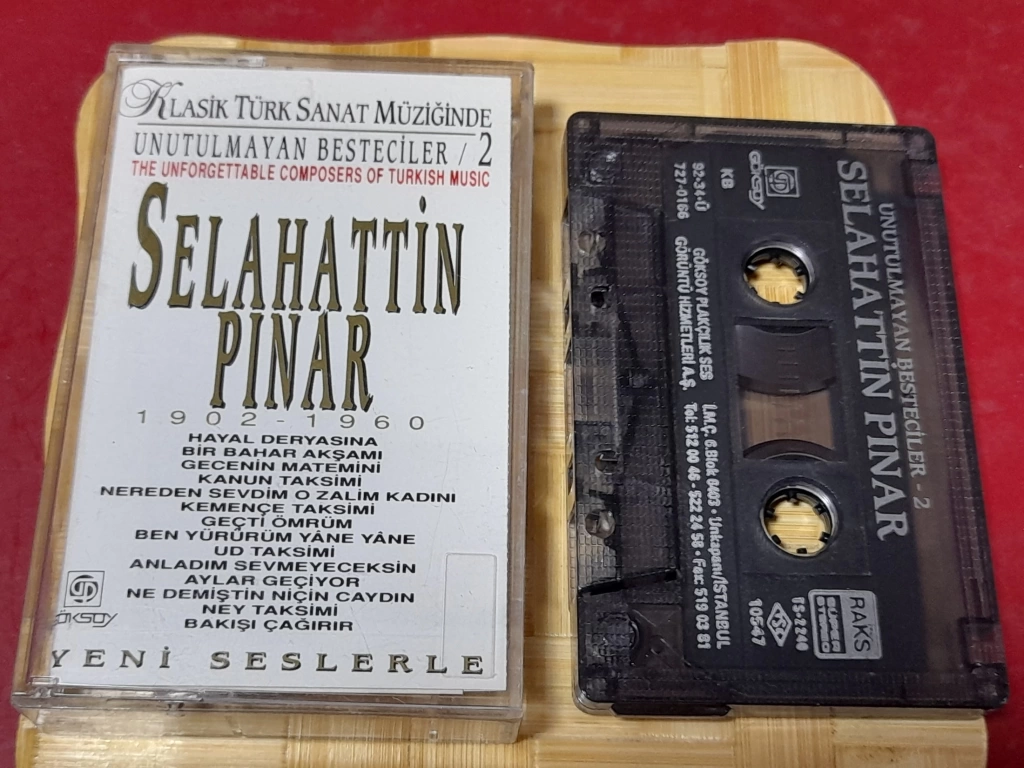 KLASİK TÜRK SANAT MÜZİĞİNDE
UNUTULMAYAN BESTECİLER / 2
THE UNFORGETTABLE COMPOSERS OF TURKISH MUSIC
SELAHATTİN
PINAR
1902-1960
HAYAL DERYASINA
BİR BAHAR AKŞAMI
GECENİN MATEMİNİ
KANUN TAKSİMİ
NEREDEN SEVDİM O ZALİM KADINI
KEMENÇE TAKSİMİ
GEÇTİ ÖMRÜM
BEN YÜRÜRÜM YÂNE YÂNE
UD TAKSİMİ
ANLADIM SEVMEYECEKSİN
AYLAR GEÇİYOR
NE DEMİŞTİN NİÇİN CAYDIN
NEY TAKSİMİ
BAKIŞI ÇAĞIRIR
GÖKSOY
YENİ SESLERLE
UNUTULMAYAN BESTECİLER - 2
SELAHATTİN PINAR
GÖKSOY
KB
92-34-Ü
727-0166
GÖKSOY PLAKÇILIK SES
GÖRÜNTÜ HİZMETLERİ A.Ş.
İ.M.Ç. 6.Blok 6403 • Unkapanı/İSTANBUL
Tel: 512 00 46 - 522 24 58 • Fax: 519 03 81
RAKS
SUPER
STEREO
TS-2246
TSE
10547